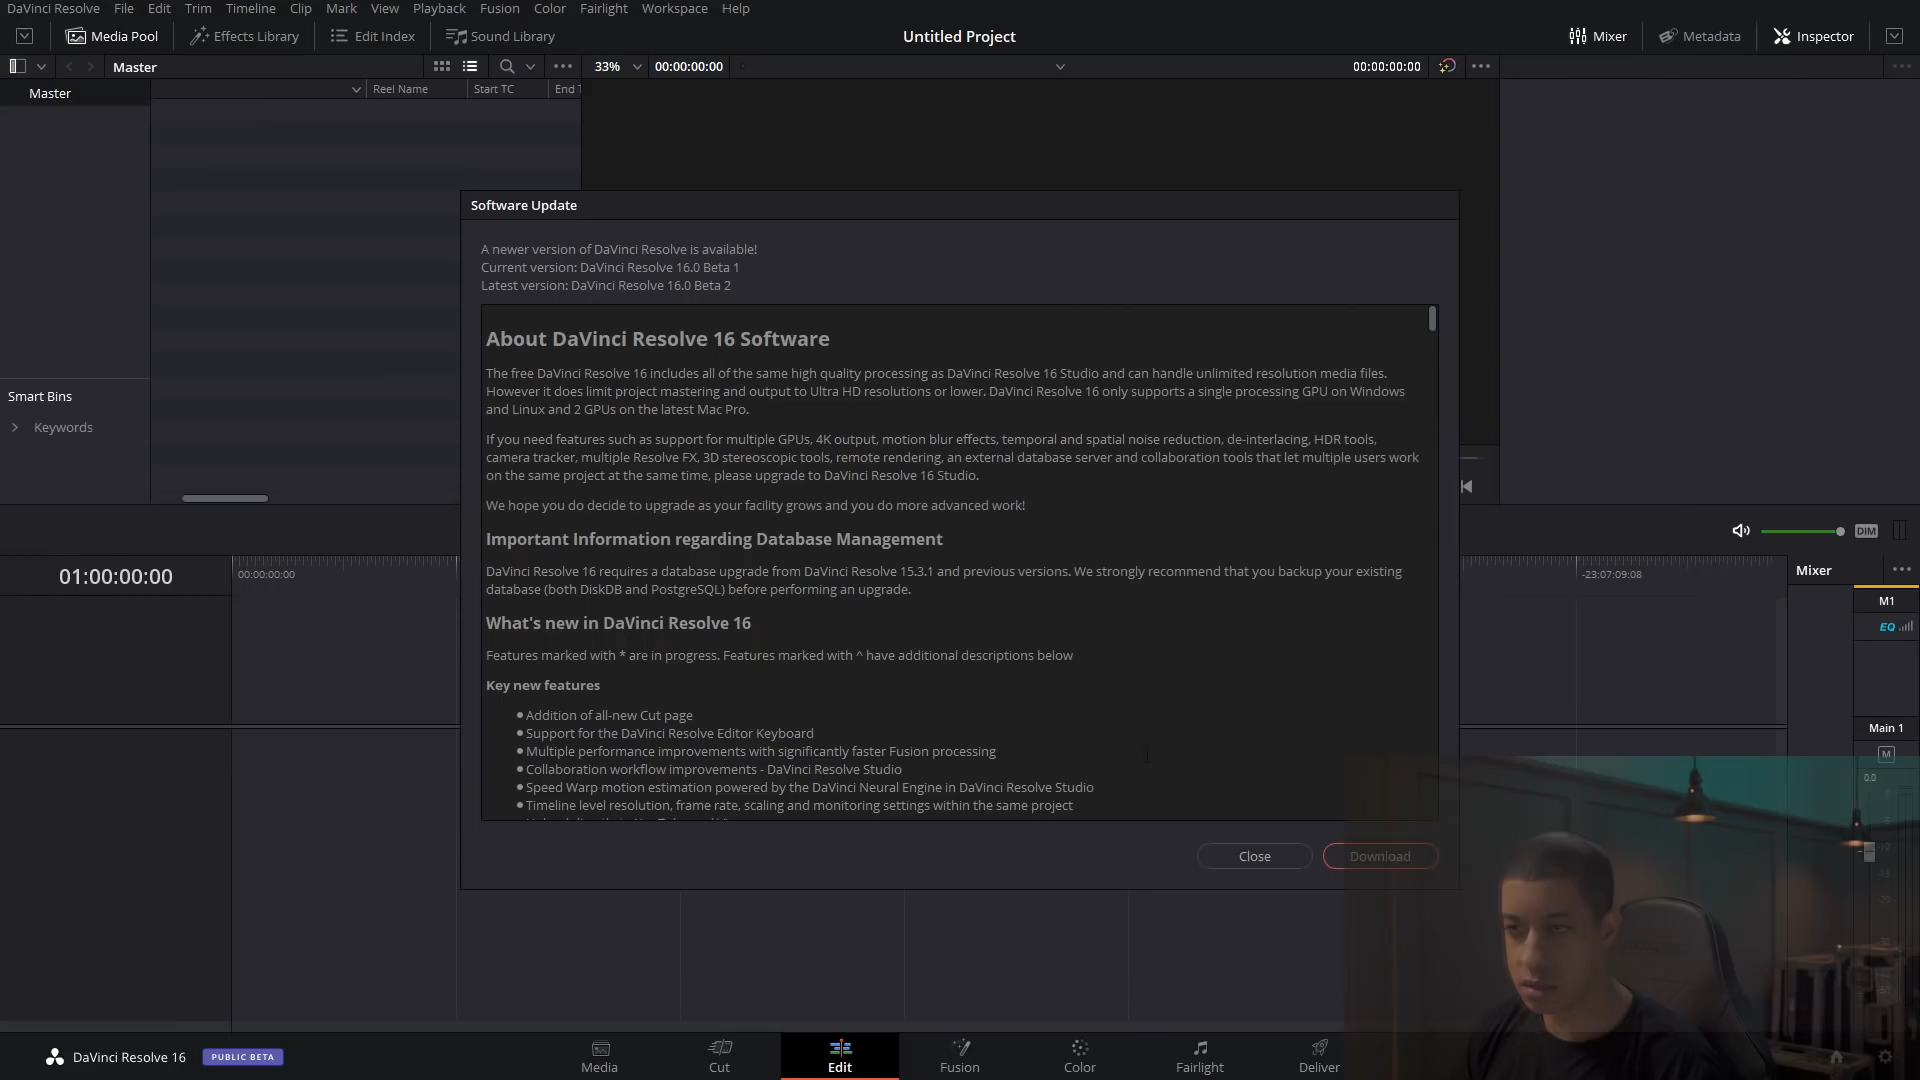 DaVinci Resolve File Edit Trim Timeline Clip Mark View Playback Fusion Color Fairlight Workspace Help
Media Pool Effects Library Edit Index Sound Library Untitled Project Mixer Metadata Inspector
Master 33% 00:00:00:00 00:00:00:00
Master Reel Name Start TC End T
Software Update
A newer version of DaVinci Resolve is available!
Current version: DaVinci Resolve 16.0 Beta 1
Latest version: DaVinci Resolve 16.0 Beta 2
About DaVinci Resolve 16 Software
The free DaVinci Resolve 16 includes all of the same high quality processing as DaVinci Resolve 16 Studio and can handle unlimited resolution media files.
However it does limit project mastering and output to Ultra HD resolutions or lower. DaVinci Resolve 16 only supports a single processing GPU on Windows
and Linux and 2 GPUs on the latest Mac Pro.
If you need features such as support for multiple GPUs, 4K output, motion blur effects, temporal and spatial noise reduction, de-interlacing, HDR tools,
camera tracker, multiple Resolve FX, 3D stereoscopic tools, remote rendering, an external database server and collaboration tools that let multiple users work
on the same project at the same time, please upgrade to DaVinci Resolve 16 Studio.
We hope you do decide to upgrade as your facility grows and you do more advanced work!
Important Information regarding Database Management
DaVinci Resolve 16 requires a database upgrade from DaVinci Resolve 15.3.1 and previous versions. We strongly recommend that you backup your existing
database (both DiskDB and PostgreSQL) before performing an upgrade.
What's new in DaVinci Resolve 16
Features marked with * are in progress. Features marked with ^ have additional descriptions below
Key new features
● Addition of all-new Cut page
● Support for the DaVinci Resolve Editor Keyboard
● Multiple performance improvements with significantly faster Fusion processing
● Collaboration workflow improvements - DaVinci Resolve Studio
● Speed Warp motion estimation powered by the DaVinci Neural Engine in DaVinci Resolve Studio
● Timeline level resolution, frame rate, scaling and monitoring settings within the same project
Close Download
Smart Bins
Keywords
DIM
01:00:00:00 00:00:00:00 -23:07:09:08 Mixer
M1
EQ
Main 1
M
0.0
DaVinci Resolve 16 PUBLIC BETA Media Cut Edit Fusion Color Fairlight Deliver